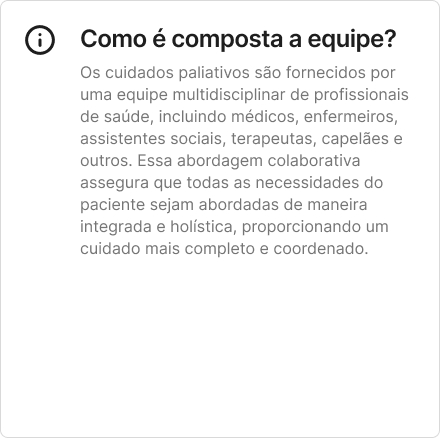 Como é composta a equipe?
Os cuidados paliativos são fornecidos por
uma equipe multidisciplinar de profissionais
de saúde, incluindo médicos, enfermeiros,
assistentes sociais, terapeutas, capelães e
outros. Essa abordagem colaborativa
assegura que todas as necessidades do
paciente sejam abordadas de maneira
integrada e holística, proporcionando um
cuidado mais completo e coordenado.